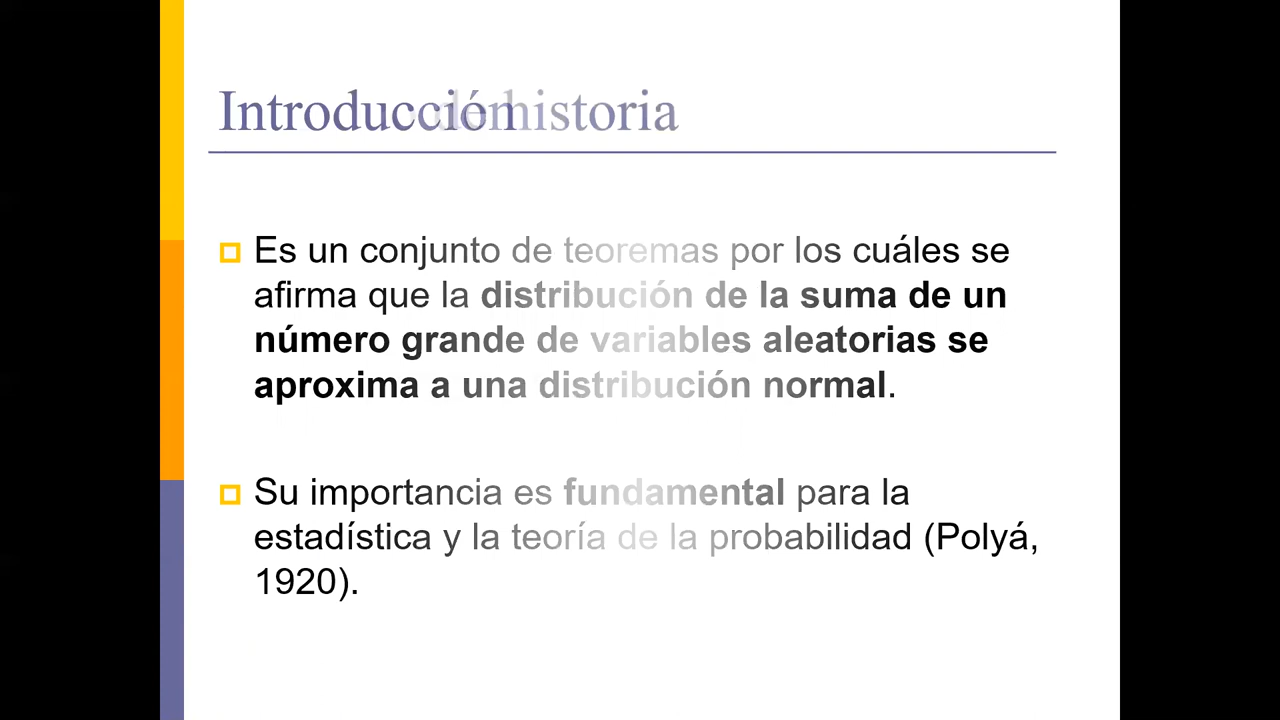 Introducción historia
Es un conjunto de teoremas por los cuáles se
afirma que la distribución de la suma de un
número grande de variables aleatorias se
aproxima a una distribución normal.
Su importancia es fundamental para la
estadística y la teoría de la probabilidad (Polyá,
1920).